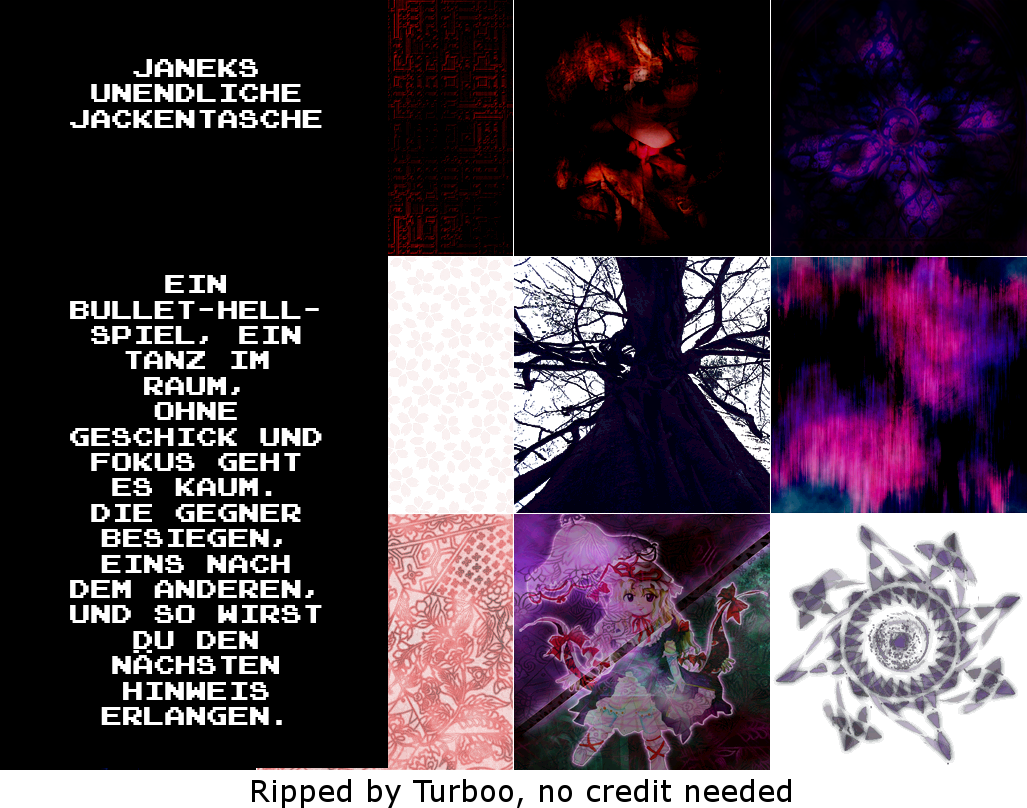 JANEKS
UNENDLICHE
JACKENTASCHE
EIN
BULLET-HELL-
SPIEL, EIN
TANZ IM
RAUM,
OHNE
GESCHICK UND
FOKUS GEHT
ES KAUM.
DIE GEGNER
BESIEGEN,
EINS NACH
DEM ANDEREN,
UND SO WIRST
DU DEN
NÄCHSTEN
HINWEIS
ERLANGEN.
Ripped by Turboo, no credit needed